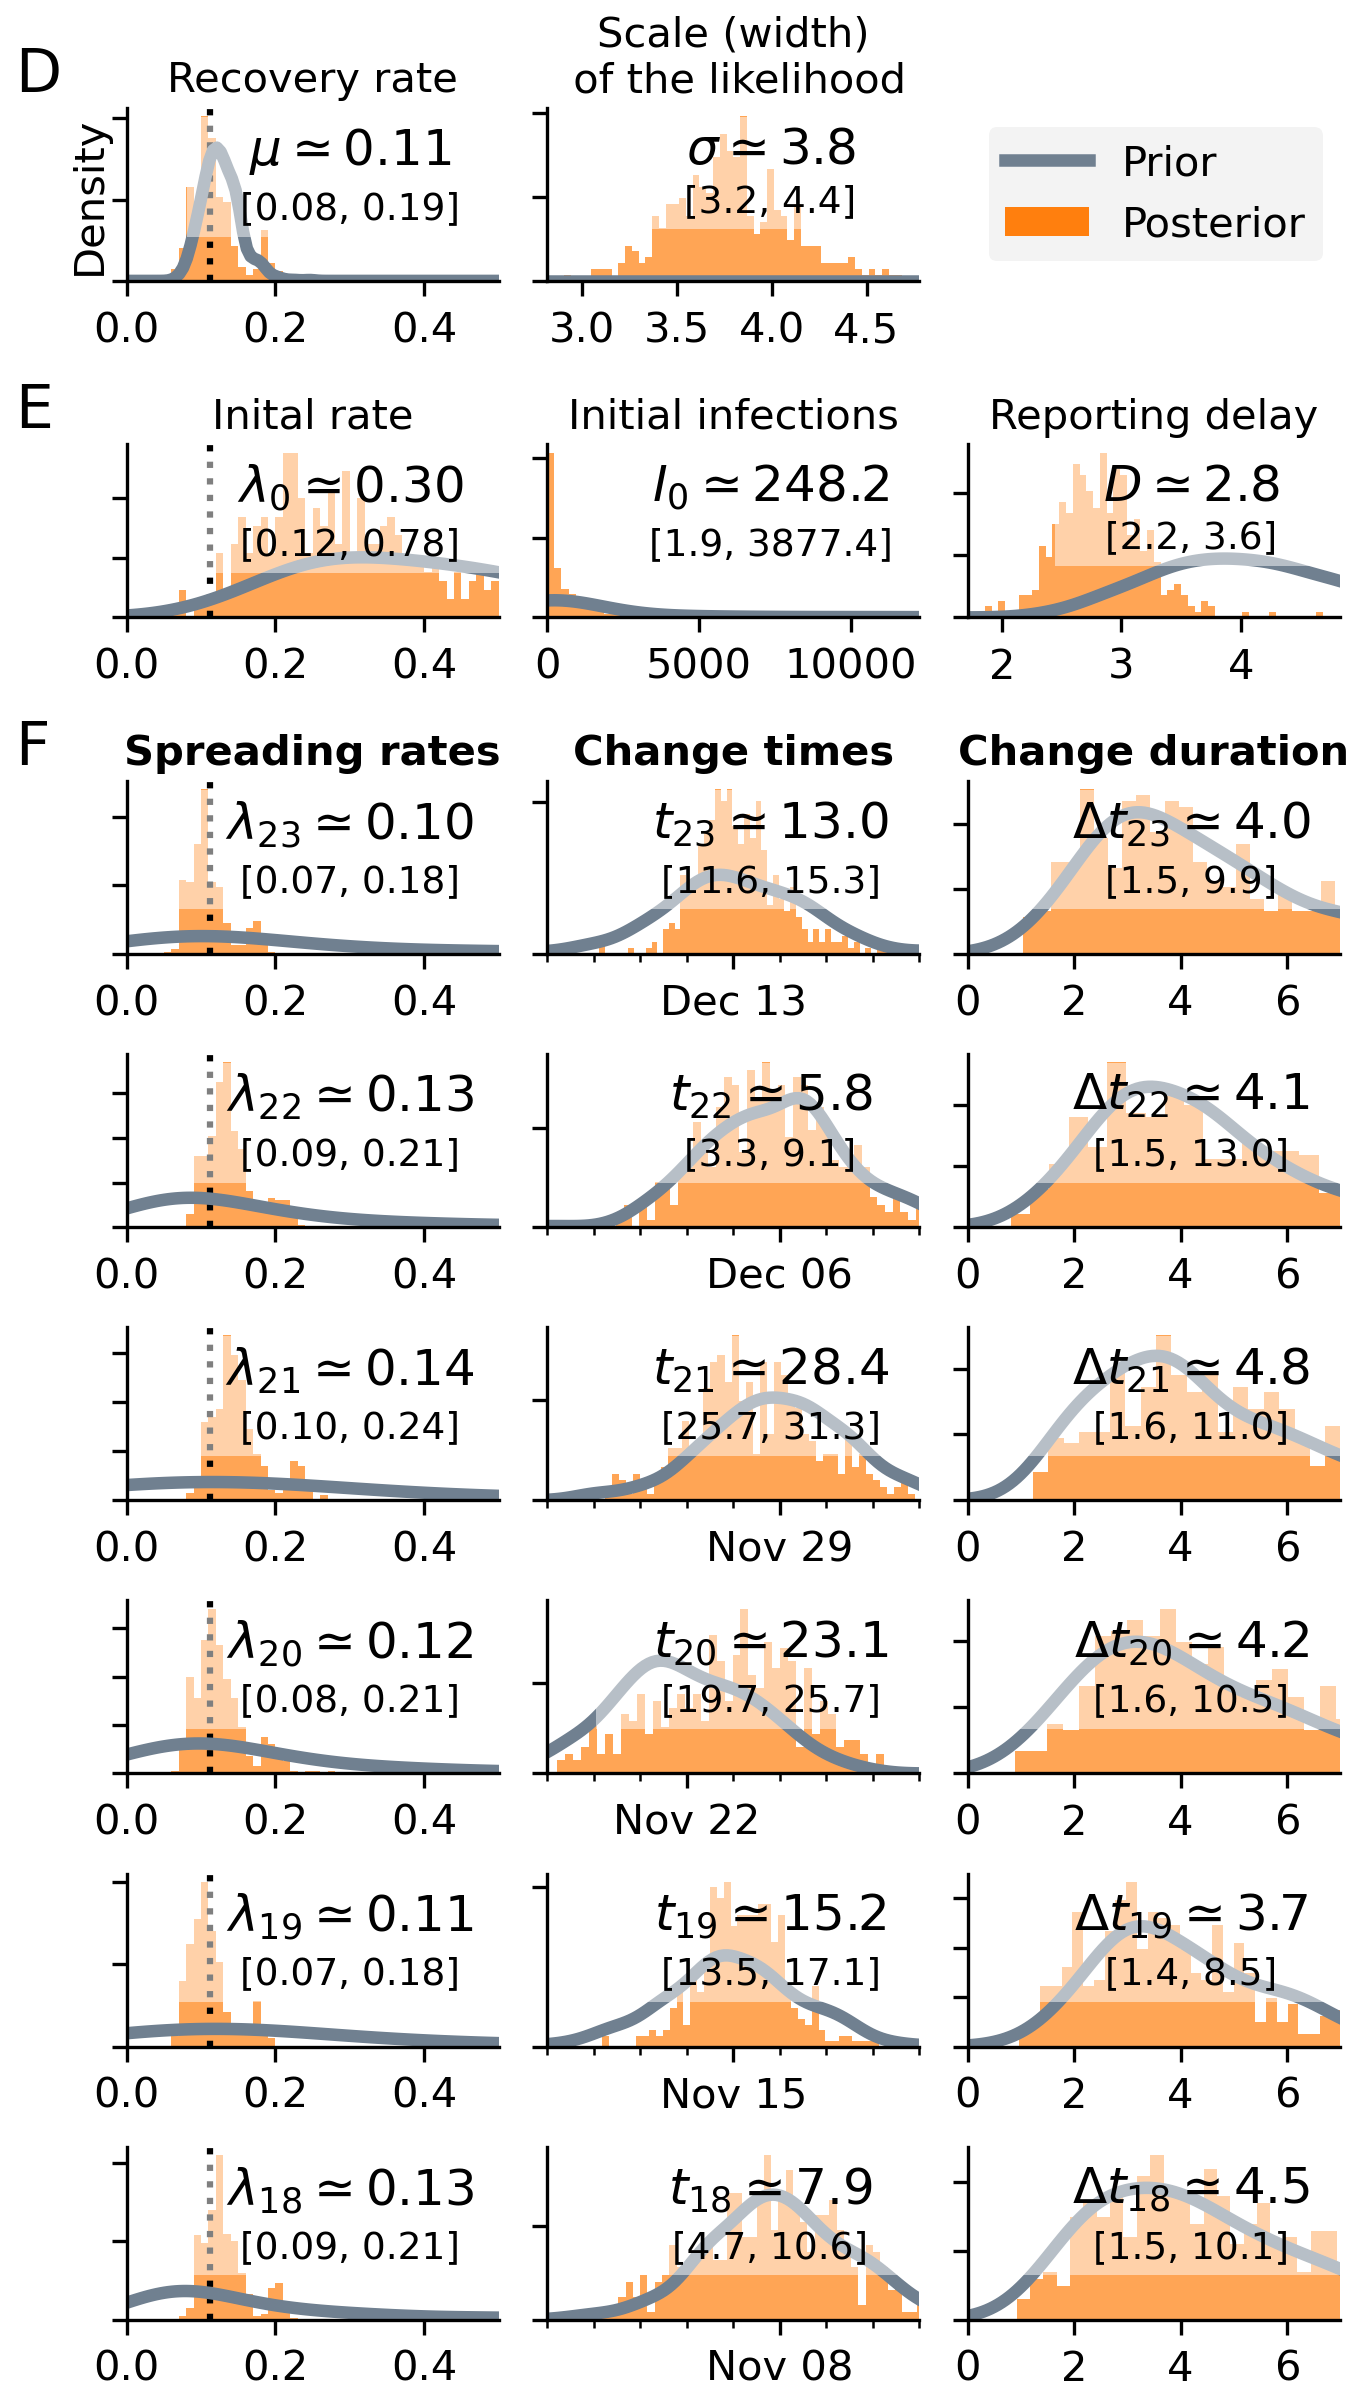 D
Recovery rate
Scale (width)
of the likelihood
Density
μ ≃ 0.11
[0.08, 0.19]
σ ≃ 3.8
[3.2, 4.4]
Prior
Posterior
0.0 0.2 0.4
3.0 3.5 4.0 4.5
E
Inital rate
Initial infections
Reporting delay
λ₀ ≃ 0.30
[0.12, 0.78]
I₀ ≃ 248.2
[1.9, 3877.4]
D ≃ 2.8
[2.2, 3.6]
0.0 0.2 0.4
0 5000 10000
2 3 4
F
Spreading rates
Change times
Change duration
λ₂₃ ≃ 0.10
[0.07, 0.18]
t₂₃ ≃ 13.0
[11.6, 15.3]
Δt₂₃ ≃ 4.0
[1.5, 9.9]
0.0 0.2 0.4
Dec 13
0 2 4 6
λ₂₂ ≃ 0.13
[0.09, 0.21]
t₂₂ ≃ 5.8
[3.3, 9.1]
Δt₂₂ ≃ 4.1
[1.5, 13.0]
0.0 0.2 0.4
Dec 06
0 2 4 6
λ₂₁ ≃ 0.14
[0.10, 0.24]
t₂₁ ≃ 28.4
[25.7, 31.3]
Δt₂₁ ≃ 4.8
[1.6, 11.0]
0.0 0.2 0.4
Nov 29
0 2 4 6
λ₂₀ ≃ 0.12
[0.08, 0.21]
t₂₀ ≃ 23.1
[19.7, 25.7]
Δt₂₀ ≃ 4.2
[1.6, 10.5]
0.0 0.2 0.4
Nov 22
0 2 4 6
λ₁₉ ≃ 0.11
[0.07, 0.18]
t₁₉ ≃ 15.2
[13.5, 17.1]
Δt₁₉ ≃ 3.7
[1.4, 8.5]
0.0 0.2 0.4
Nov 15
0 2 4 6
λ₁₈ ≃ 0.13
[0.09, 0.21]
t₁₈ ≃ 7.9
[4.7, 10.6]
Δt₁₈ ≃ 4.5
[1.5, 10.1]
0.0 0.2 0.4
Nov 08
0 2 4 6